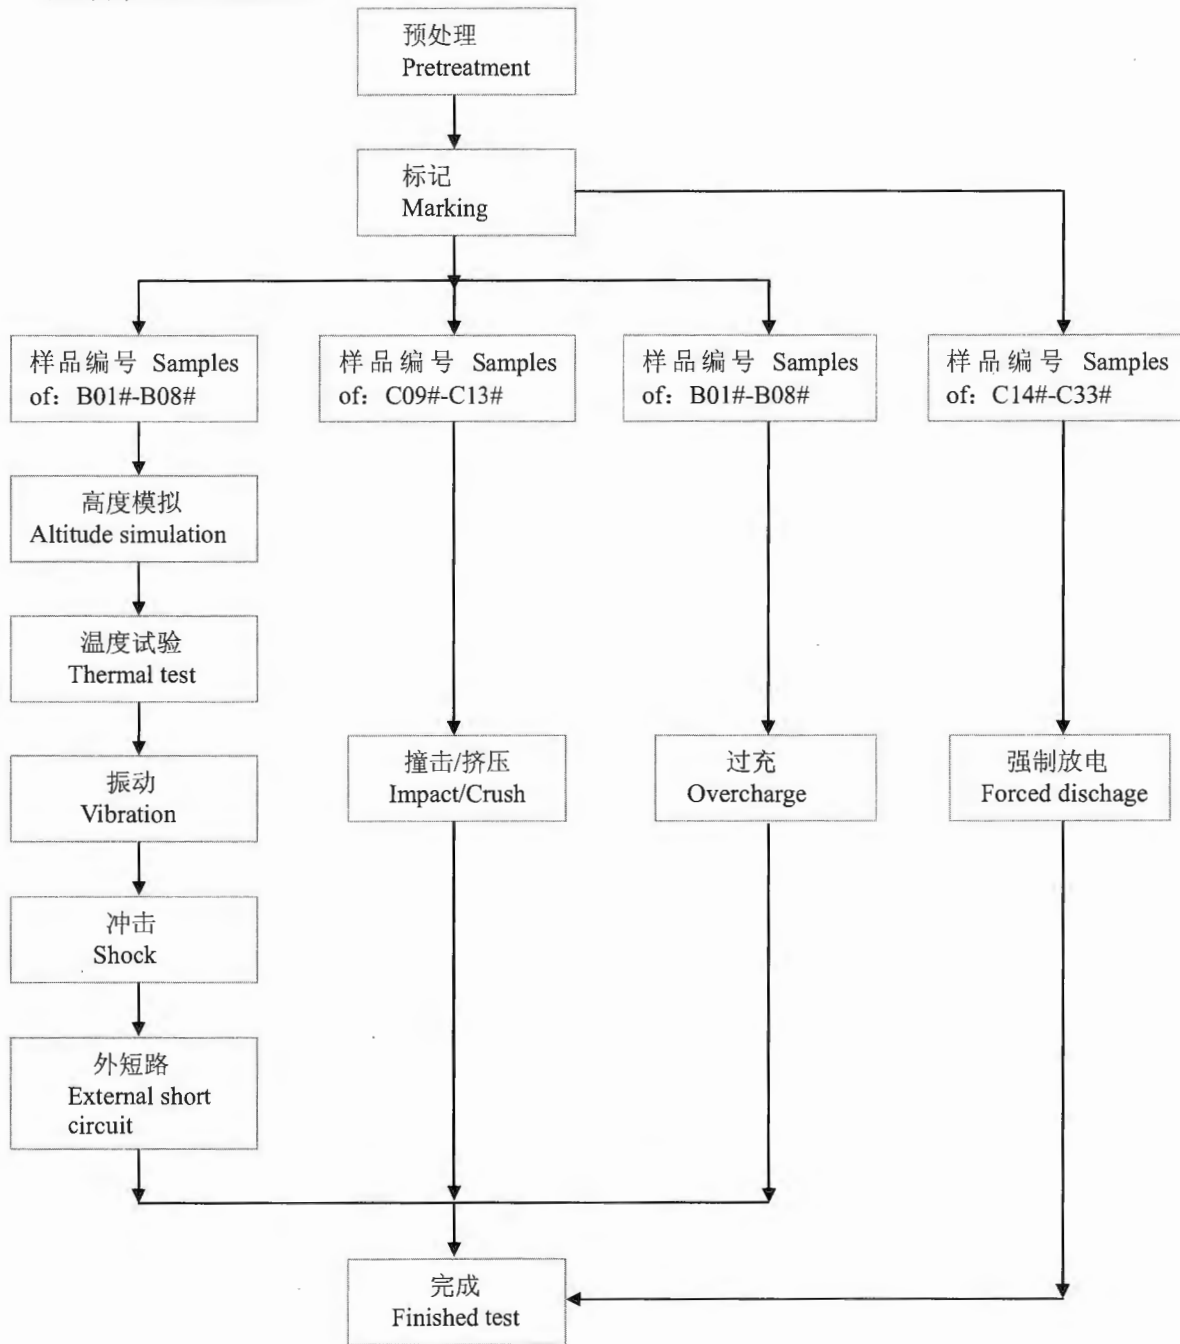 预处理
Pretreatment
标记
Marking
样品编号 Samples
of: B01#-B08#
样品编号 Samples
of: C09#-C13#
样品编号 Samples
of: B01#-B08#
样品编号 Samples
of: C14#-C33#
高度模拟
Altitude simulation
温度试验
Thermal test
振动
Vibration
撞击/挤压
Impact/Crush
过充
Overcharge
强制放电
Forced dischage
冲击
Shock
外短路
External short
circuit
完成
Finished test